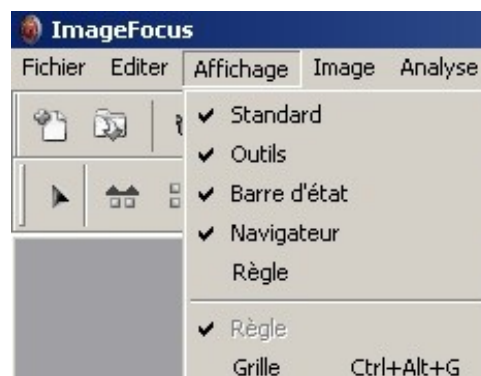 ImageFocus
Fichier Editer Affichage Image Analyse
Standard
Outils
Barre d'état
Navigateur
Règle
Règle
Grille Ctrl+Alt+G